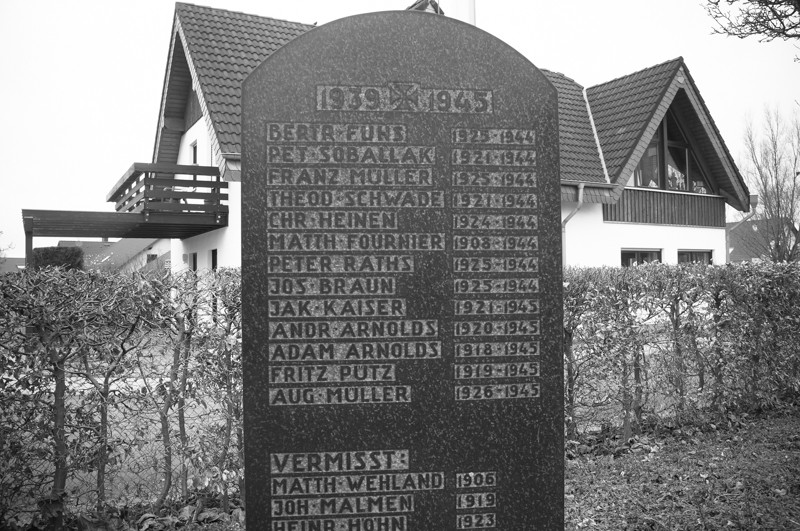 1939 1945
BERTR·FUHS 1925-1944
PET·SOBALLAK 1921-1944
FRANZ MÜLLER 1925-1944
THEOD·SCHWADE 1921-1944
CHR·HEINEN 1924-1944
MATTH·FOURNIER 1908-1944
PETER RATHS 1925-1944
JOS·BRAUN 1925-1944
JAK·KAISER 1921-1945
ANDR·ARNOLDS 1920-1945
ADAM ARNOLDS 1918-1945
FRITZ PÜTZ 1919-1945
AUG·MÜLLER 1926-1945
VERMISST:
MATTH·WEHLAND 1906
JOH·MALMEN 1919
HEINR·HÖHN 1923